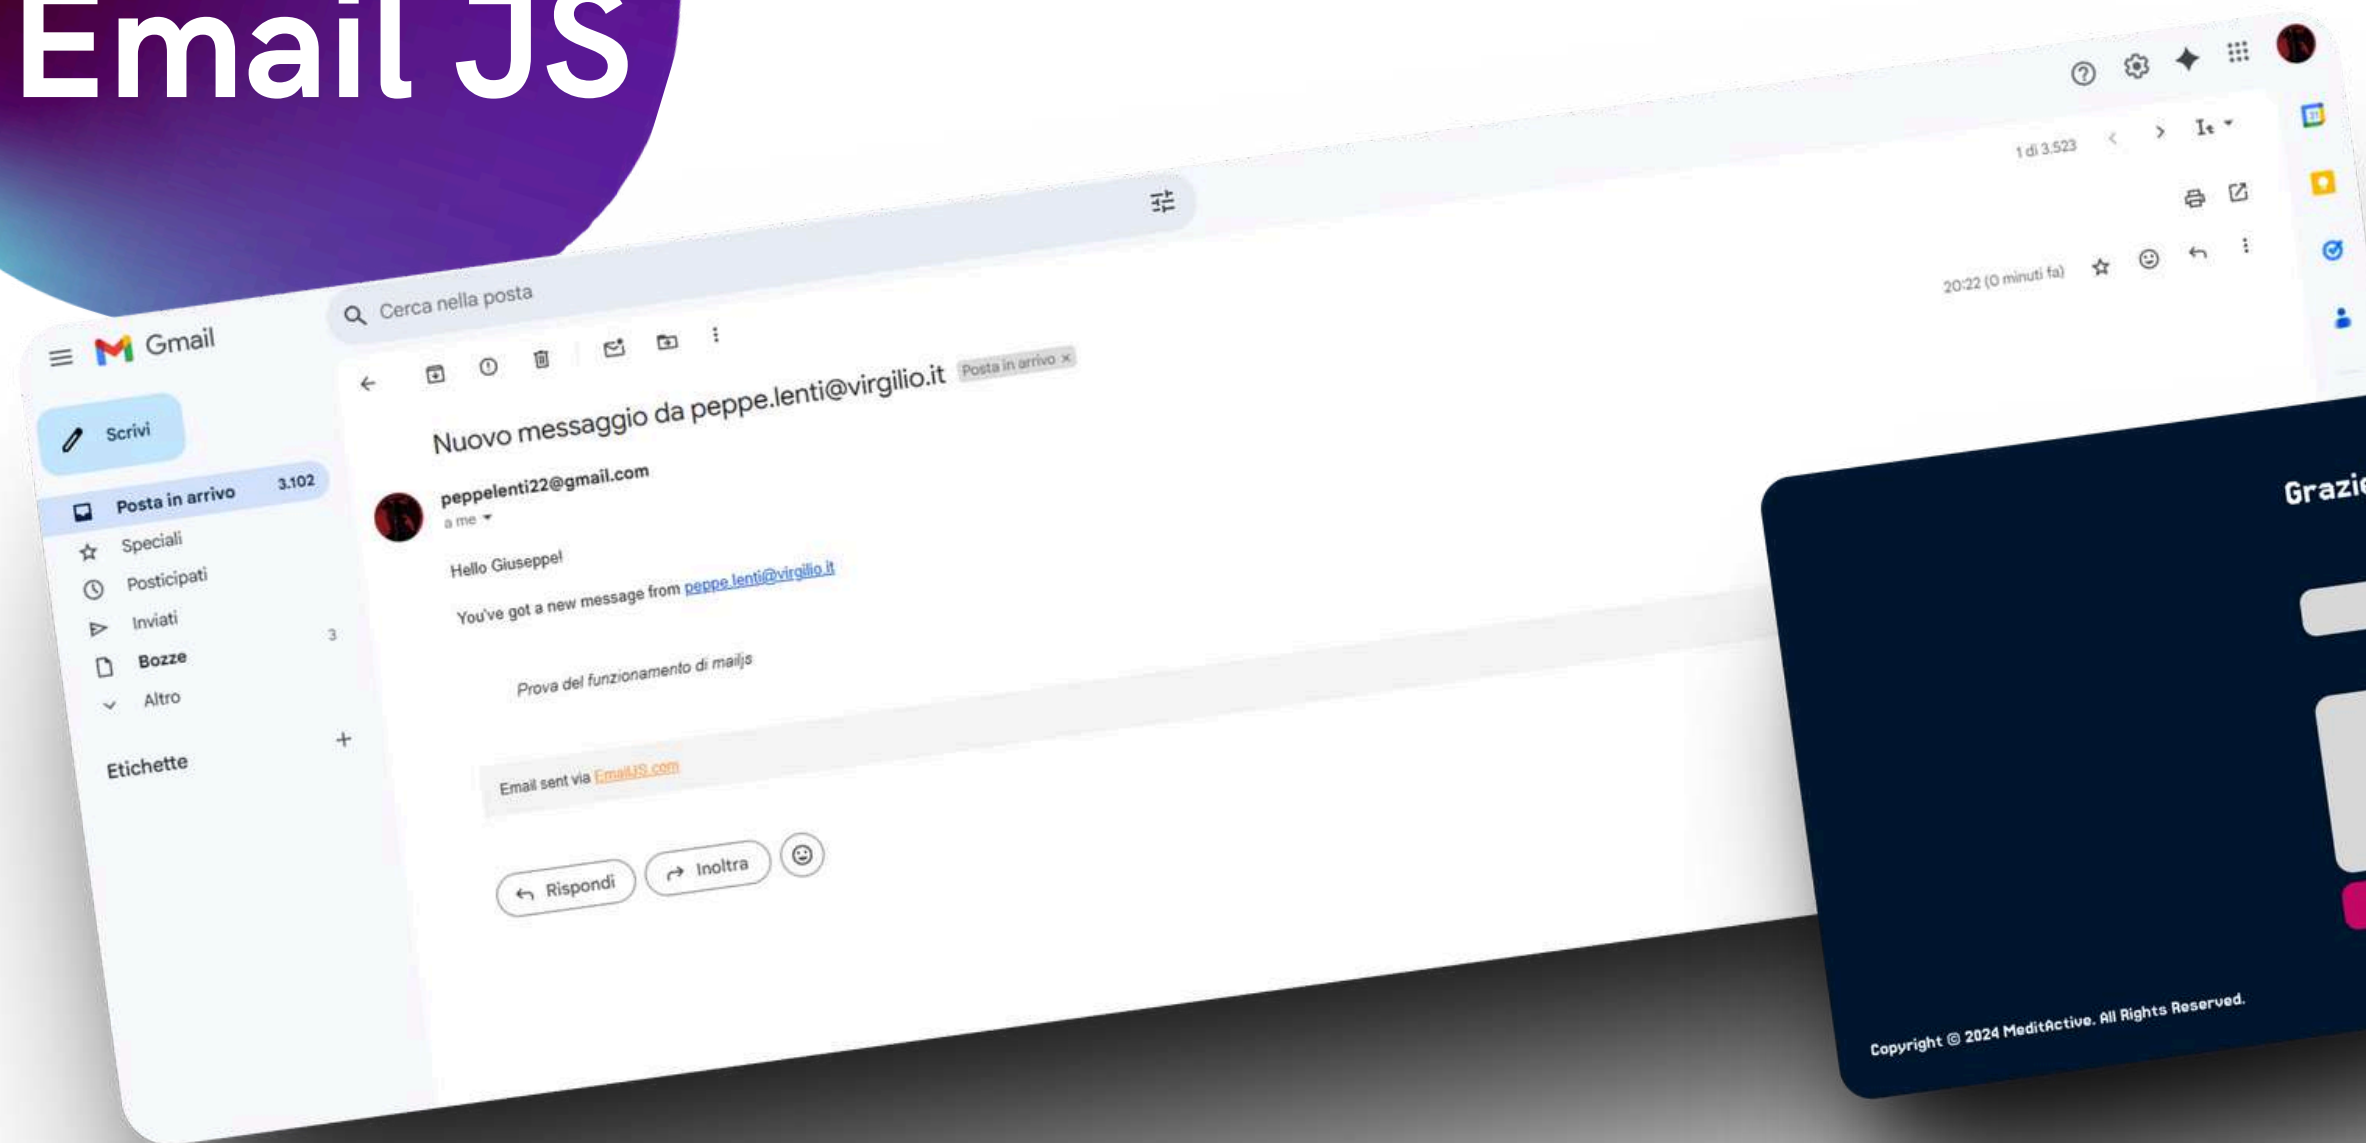 Email JS
Gmail
Cerca nella posta
1 di 3.523
Scrivi
Nuovo messaggio da peppe.lenti@virgilio.it Posta in arrivo ×
20:22 (0 minuti fa)
peppelenti22@gmail.com
a me
Posta in arrivo 3.102
Speciali
Posticipati
Inviati
Bozze 3
Altro
Etichette
Hello Giuseppe!
You've got a new message from peppe.lenti@virgilio.it
Prova del funzionamento di mailjs
Email sent via EmailJS.com
Rispondi
Inoltra
Grazie
Copyright © 2024 MeditActive. All Rights Reserved.